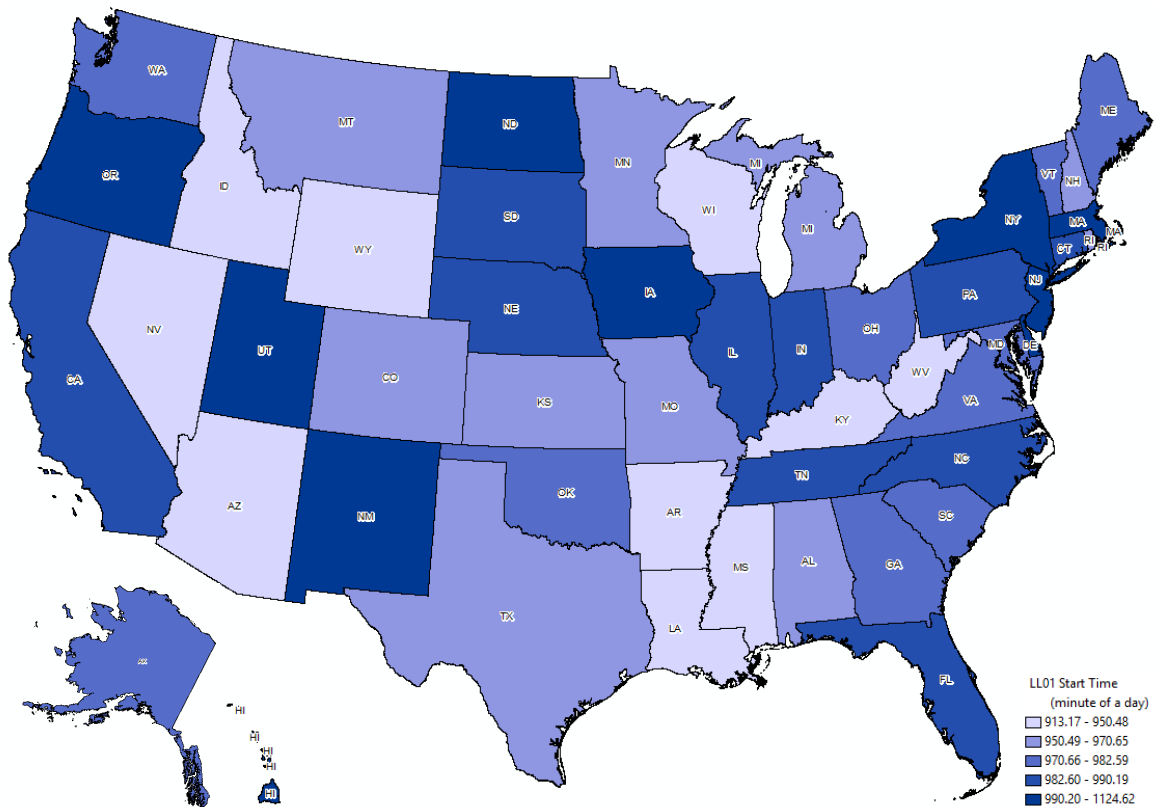 WA
ME
MT
ND
VT
NH
MN
MI
OR
ID
SD
WI
MI
NY
MA
MA
WY
CT
RI
RI
IA
NJ
NE
PA
NV
UT
OH
IL
IN
MD
DE
CA
CO
WV
KS
MO
VA
KY
NC
TN
OK
AZ
NM
AR
SC
MS
AL
GA
TX
LA
AK
FL
HI
HI
HI
HI
HI
LL01 Start Time
(minute of a day)
913.17 - 950.48
950.49 - 970.65
970.66 - 982.59
982.60 - 990.19
990.20 - 1124.62